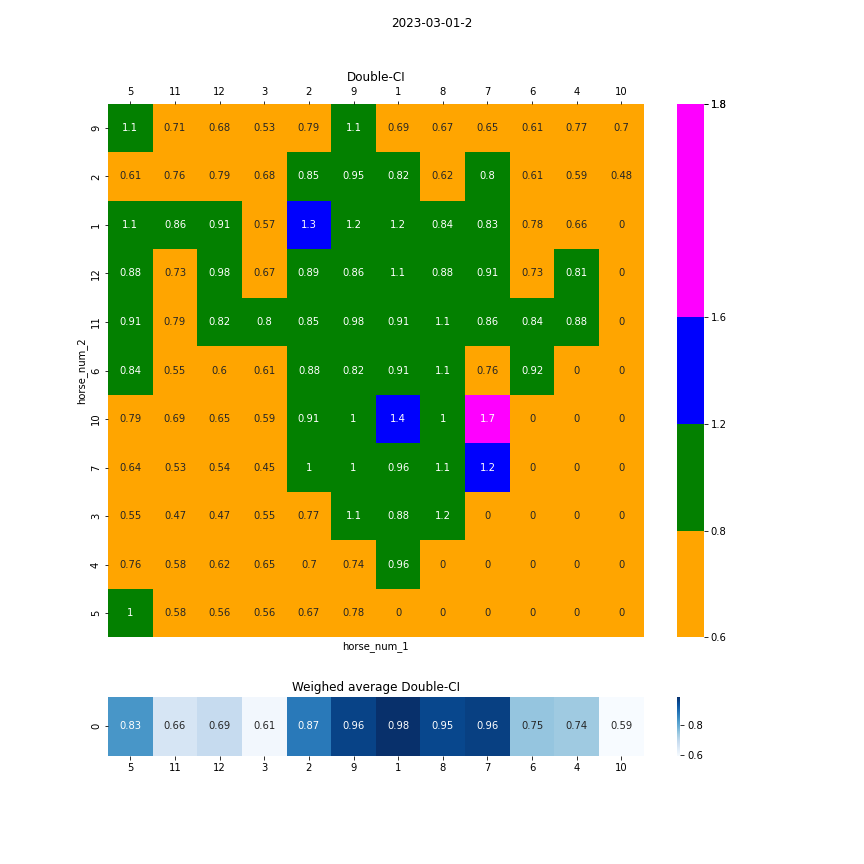 2023-03-01-2
Double-CI
5 11 12 3 2 9 1 8 7 6 4 10
9 1.1 0.71 0.68 0.53 0.79 1.1 0.69 0.67 0.65 0.61 0.77 0.7
2 0.61 0.76 0.79 0.68 0.85 0.95 0.82 0.62 0.8 0.61 0.59 0.48
1 1.1 0.86 0.91 0.57 1.3 1.2 1.2 0.84 0.83 0.78 0.66 0
12 0.88 0.73 0.98 0.67 0.89 0.86 1.1 0.88 0.91 0.73 0.81 0
11 0.91 0.79 0.82 0.8 0.85 0.98 0.91 1.1 0.86 0.84 0.88 0
6 0.84 0.55 0.6 0.61 0.88 0.82 0.91 1.1 0.76 0.92 0 0
10 0.79 0.69 0.65 0.59 0.91 1 1.4 1 1.7 0 0 0
7 0.64 0.53 0.54 0.45 1 1 0.96 1.1 1.2 0 0 0
3 0.55 0.47 0.47 0.55 0.77 1.1 0.88 1.2 0 0 0 0
4 0.76 0.58 0.62 0.65 0.7 0.74 0.96 0 0 0 0 0
5 1 0.58 0.56 0.56 0.67 0.78 0 0 0 0 0 0
horse_num_2
horse_num_1
1.8
1.6
1.2
0.8
0.6
Weighed average Double-CI
0 0.83 0.66 0.69 0.61 0.87 0.96 0.98 0.95 0.96 0.75 0.74 0.59
5 11 12 3 2 9 1 8 7 6 4 10
0.8
0.6